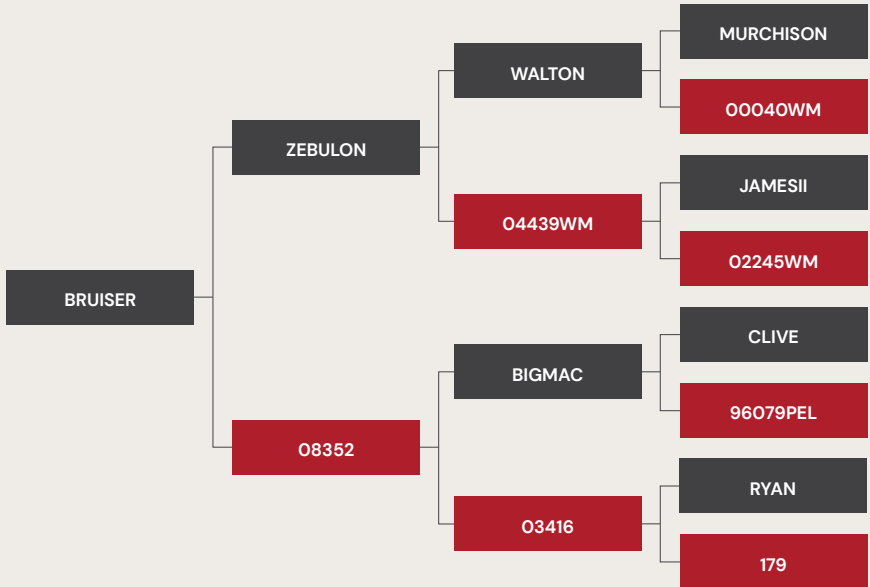 MURCHISON
WALTON
00040WM
ZEBULON
JAMESII
04439WM
02245WM
BRUISER
CLIVE
BIGMAC
96079PEL
08352
RYAN
03416
179